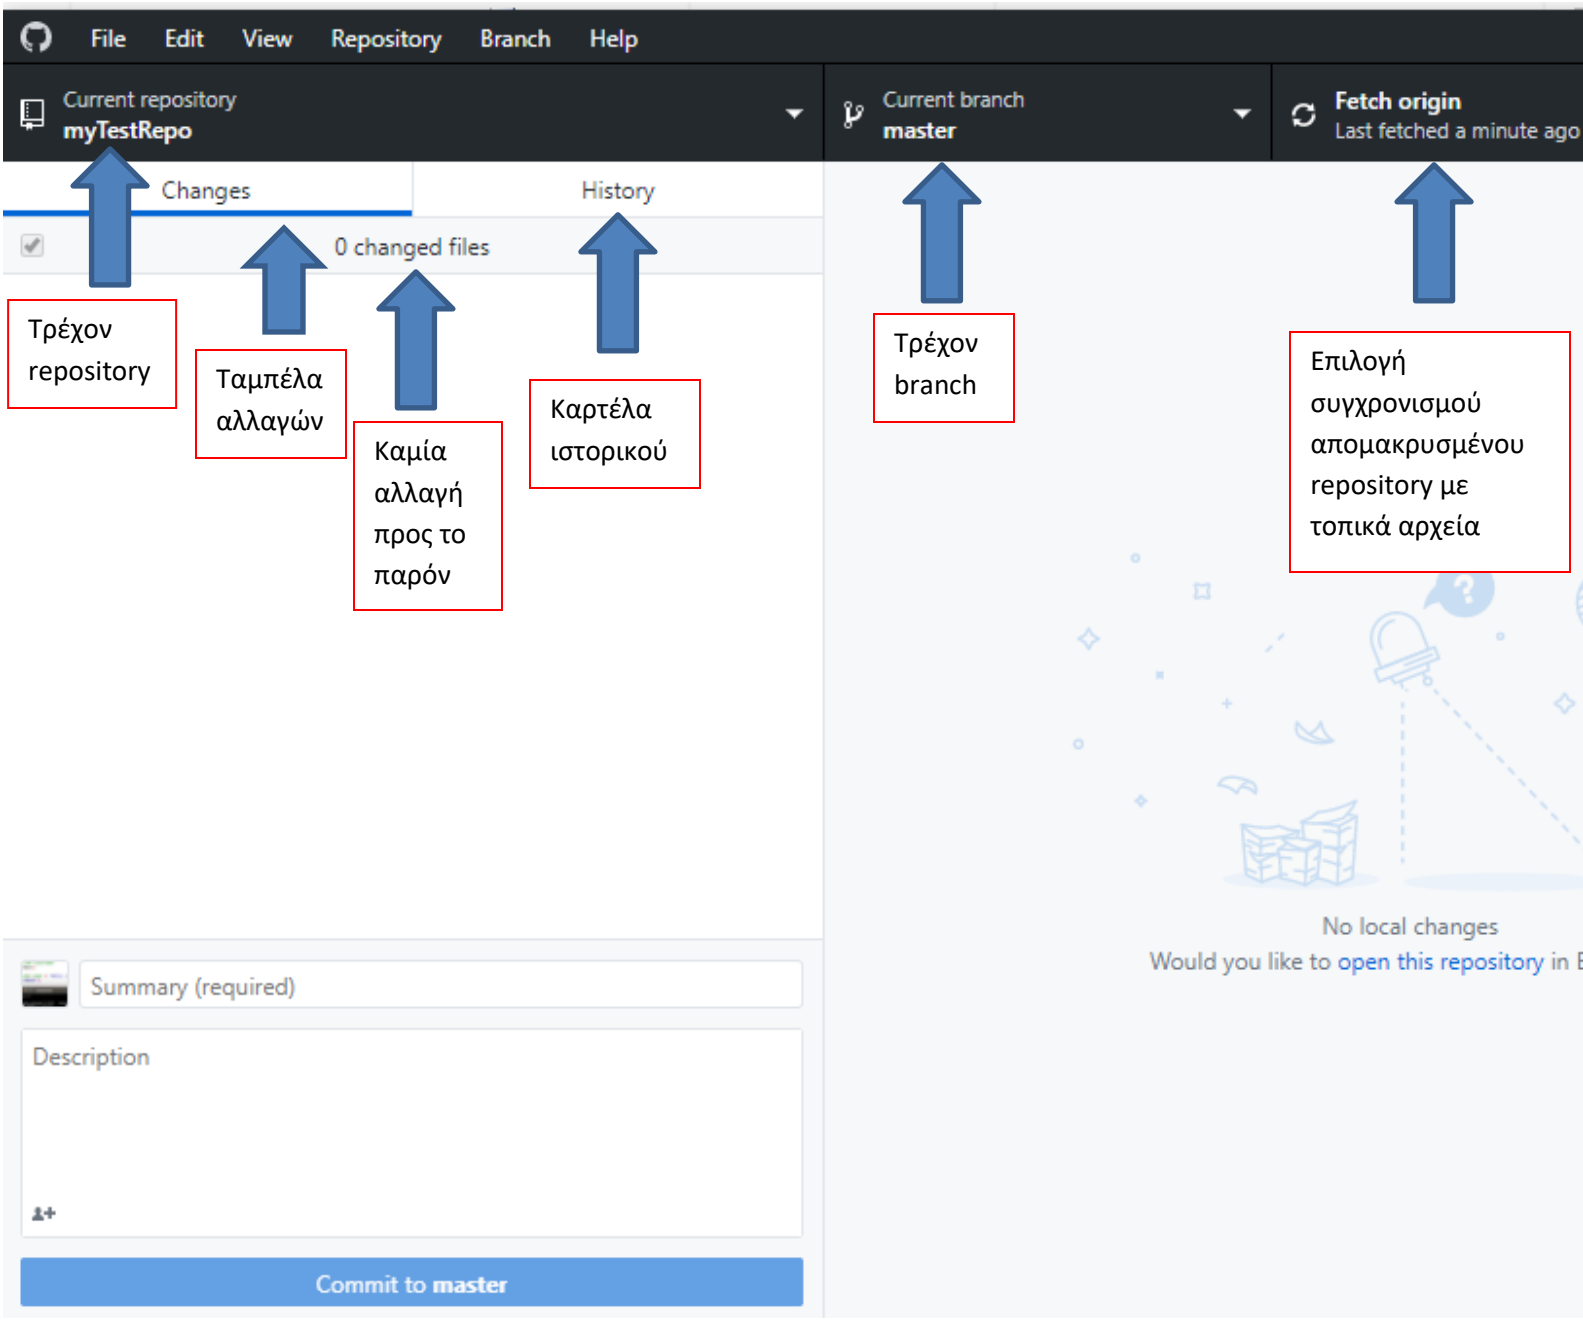 File Edit View Repository Branch Help
Current repository
myTestRepo
Current branch
master
Fetch origin
Last fetched a minute ago
Changes
History
0 changed files
Τρέχον
repository
Ταμπέλα
αλλαγών
Καμία
αλλαγή
προς το
παρόν
Καρτέλα
ιστορικού
Τρέχον
branch
Επιλογή
συγχρονισμού
απομακρυσμένου
repository με
τοπικά αρχεία
?
No local changes
Would you like to open this repository in
Summary (required)
Description
Commit to master